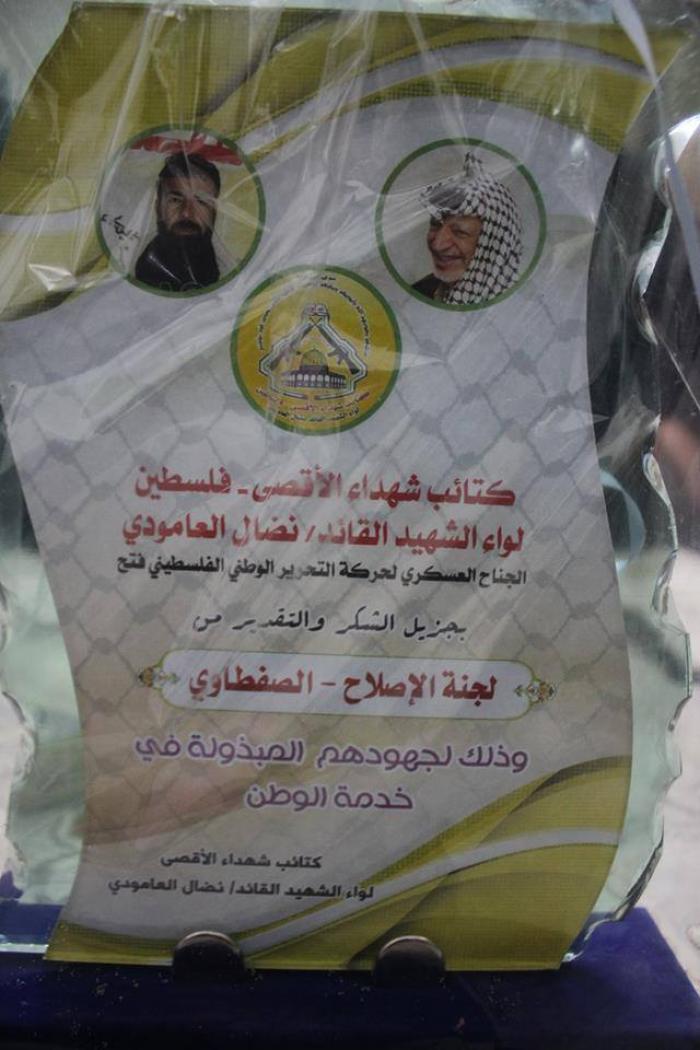 كتائب شهداء الأقصى - فلسطين
لواء الشهيد القائد/ نضال العامودي
الجناح العسكري لحركة التحرير الوطني الفلسطيني فتح
بجزيل الشكر والتقدير من
لجنة الإصلاح - الصفطاوي
وذلك لجهودهم المبذولة في
خدمة الوطن
كتائب شهداء الأقصى
لواء الشهيد القائد/ نضال العامودي